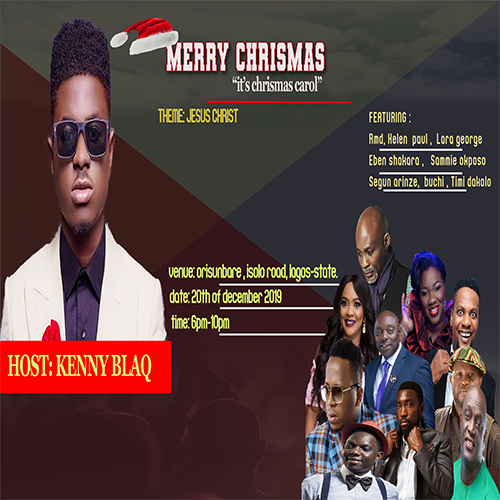 MERRY CHRISMAS
"it's chrismas carol"
THEME: JESUS CHRIST
FEATURING :
Rmd, Helen paul , Lara george
Eben shakara , Sammie okposo
Segun arinze, buchi , Timi dakolo
venue: orisunbare , isolo road, lagos-state.
date: 20th of december 2019
time: 6pm-10pm
HOST: KENNY BLAQ